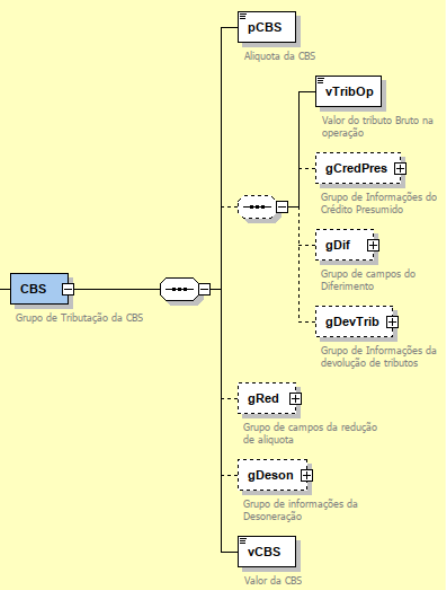 pCBS
Aliquota da CBS
vTribOp
Valor do tributo Bruto na
operação
gCredPres
Grupo de Informações do
Crédito Presumido
gDif
Grupo de campos do
Diferimento
CBS
Grupo de Tributação da CBS
gDevTrib
Grupo de Informações da
devolução de tributos
gRed
Grupo de campos da redução
de aliquota
gDeson
Grupo de informações da
Desoneração
vCBS
Valor da CBS